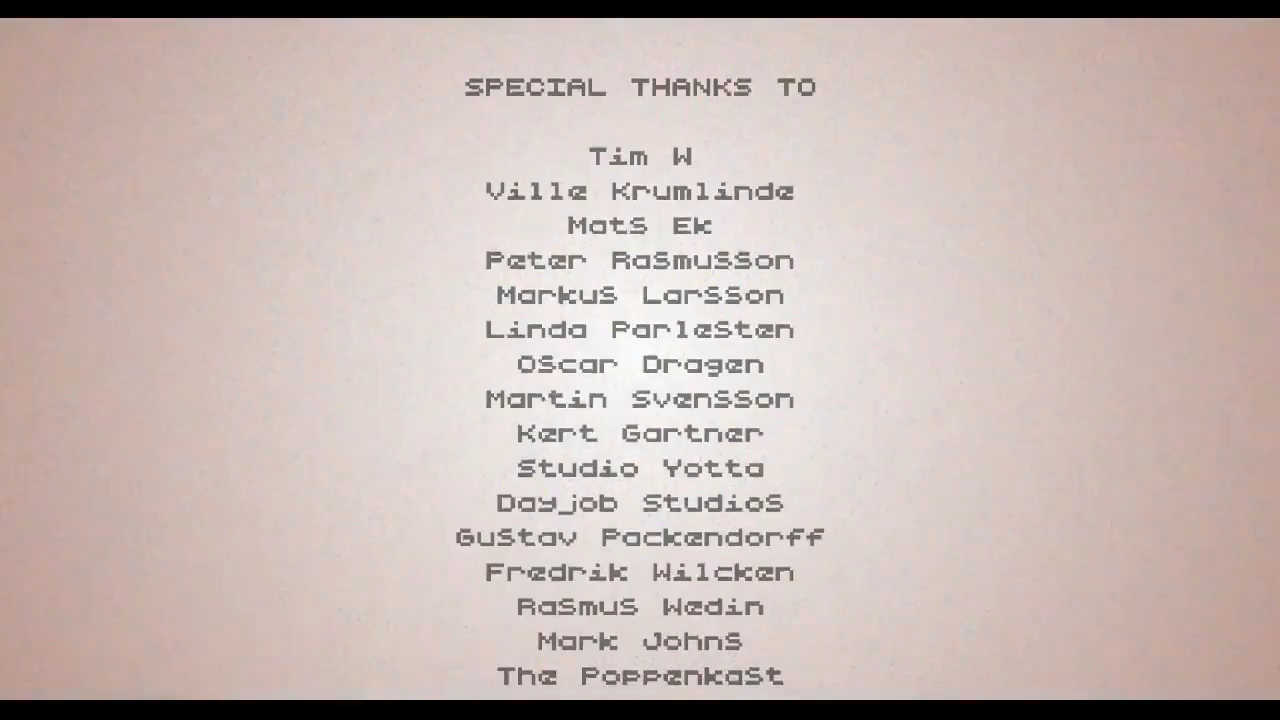 SPECIAL THANKS TO
Tim W
Ville Krumlinde
Mats Ek
Peter Rasmusson
Markus Larsson
Linda Parlesten
Oscar Dragen
Martin Svensson
Kert Gartner
Studio Yotta
Dayjob Studios
Gustav Packendorff
Fredrik Wilcken
Rasmus Wedin
Mark Johns
The Poppenkast